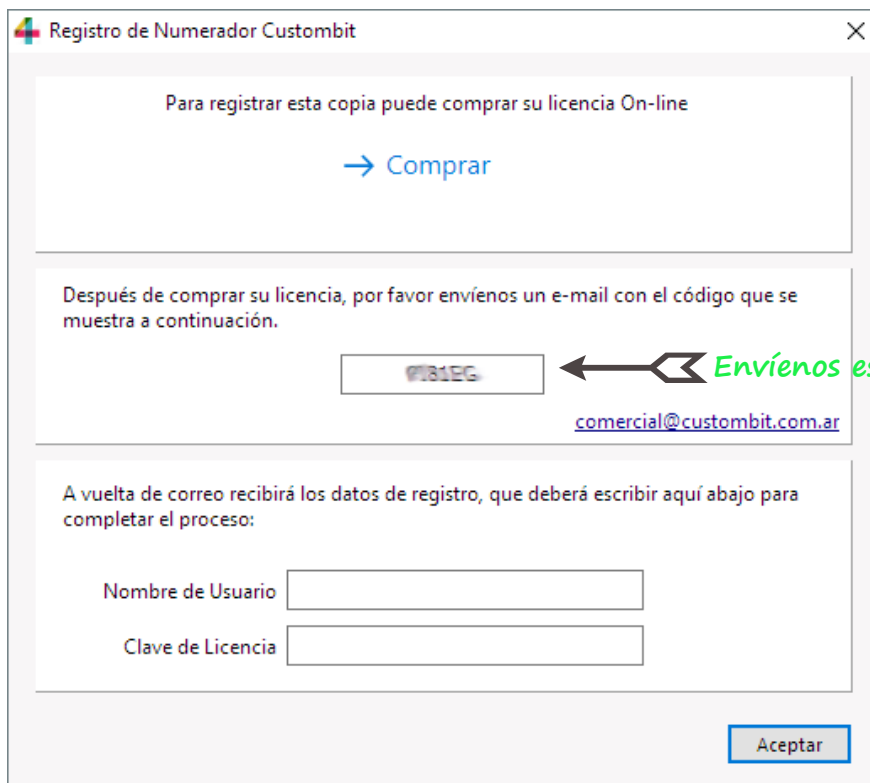 Registro de Numerador Custombit
Para registrar esta copia puede comprar su licencia On-line
→ Comprar
Después de comprar su licencia, por favor envíenos un e-mail con el código que se
muestra a continuación.
Envíenos es
comercial@custombit.com.ar
A vuelta de correo recibirá los datos de registro, que deberá escribir aquí abajo para
completar el proceso:
Nombre de Usuario
Clave de Licencia
Aceptar